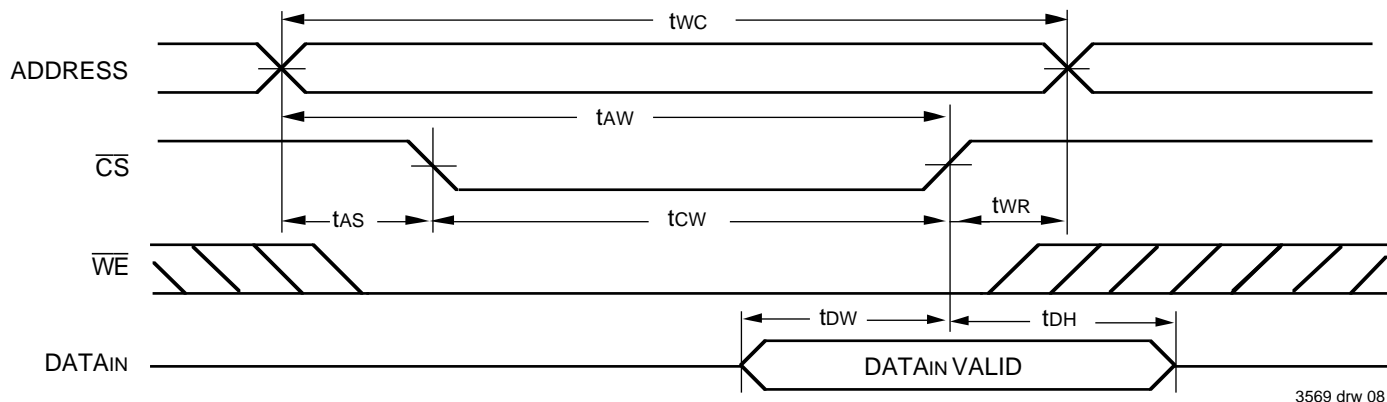 tWC
ADDRESS
tAW
CS
tAS
tCW
tWR
WE
tDW
tDH
DATAIN
DATAIN VALID
3569 drw 08